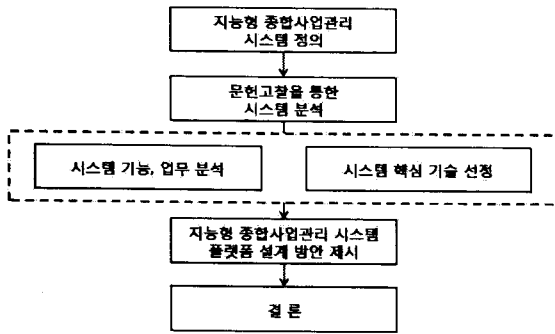 지능형 종합사업관리
시스템 정의
문헌고찰을 통한
시스템 분석
시스템 기능, 업무 분석
시스템 핵심 기술 선정
지능형 종합사업관리 시스템
플랫폼 설계 방안 제시
결 론